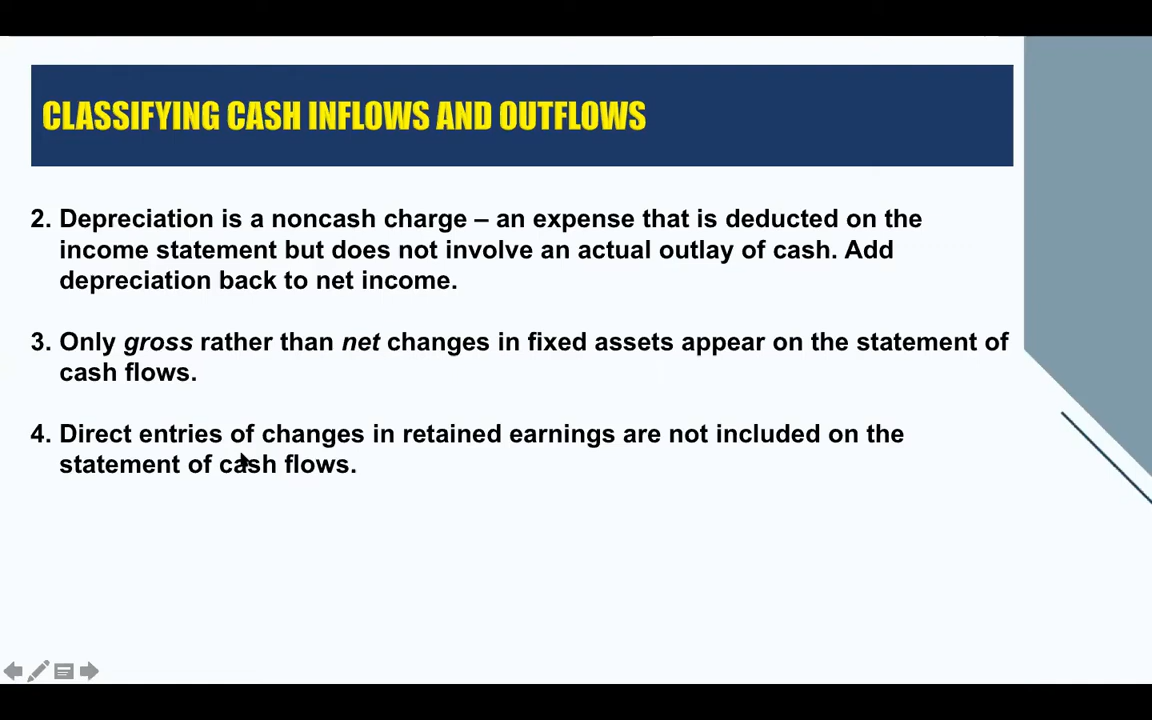 CLASSIFYING CASH INFLOWS AND OUTFLOWS
2. Depreciation is a noncash charge – an expense that is deducted on the
income statement but does not involve an actual outlay of cash. Add
depreciation back to net income.
3. Only gross rather than net changes in fixed assets appear on the statement of
cash flows.
4. Direct entries of changes in retained earnings are not included on the
statement of cash flows.